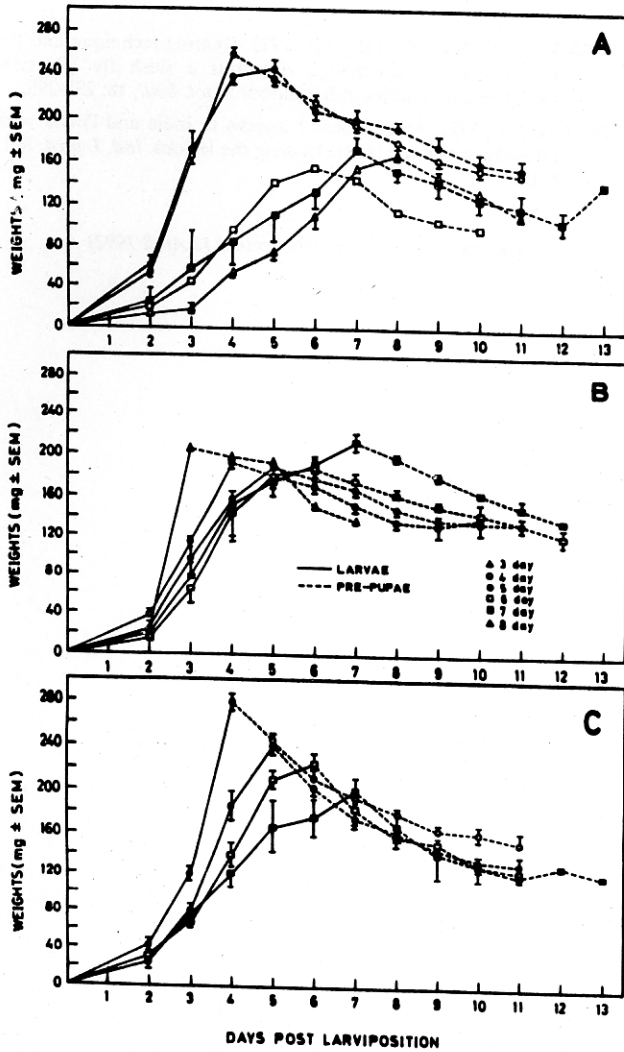 A
WEIGHTS ( mg ± SEM )
280
240
200
160
120
80
40
0
1 2 3 4 5 6 7 8 9 10 11 12 13
B
WEIGHTS (mg ± SEM)
280
240
200
160
120
80
40
0
LARVAE
PRE-PUPAE
3 day
4 day
5 day
6 day
7 day
8 day
1 2 3 4 5 6 7 8 9 10 11 12 13
C
WEIGHTS (mg ± SEM)
280
240
200
160
120
80
40
0
1 2 3 4 5 6 7 8 9 10 11 12 13
DAYS POST LARVIPOSITION